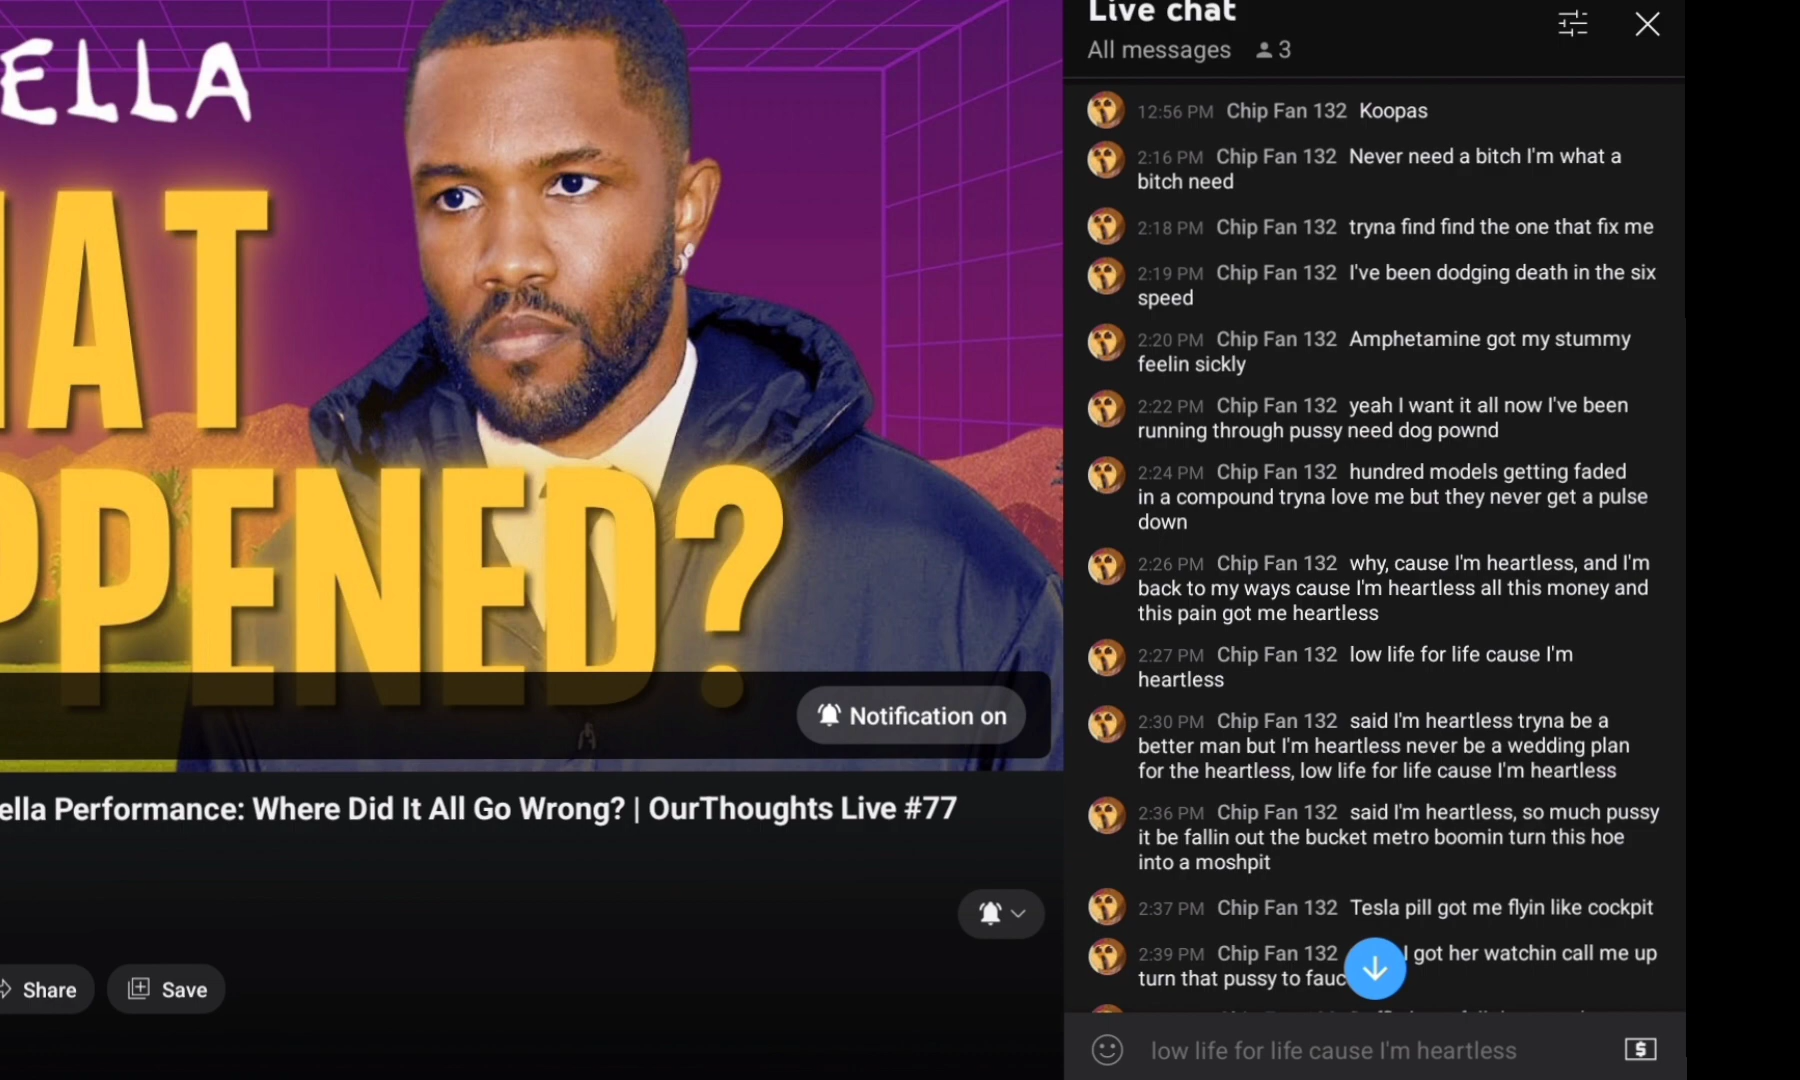 Live chat
All messages 3
ELLA
HAT
PPENED?
Notification on
ella Performance: Where Did It All Go Wrong? | OurThoughts Live #77
Share
Save
12:56 PM Chip Fan 132 Koopas
2:16 PM Chip Fan 132 Never need a bitch I'm what a
bitch need
2:18 PM Chip Fan 132 tryna find find the one that fix me
2:19 PM Chip Fan 132 I've been dodging death in the six
speed
2:20 PM Chip Fan 132 Amphetamine got my stummy
feelin sickly
2:22 PM Chip Fan 132 yeah I want it all now I've been
running through pussy need dog pownd
2:24 PM Chip Fan 132 hundred models getting faded
in a compound tryna love me but they never get a pulse
down
2:26 PM Chip Fan 132 why, cause I'm heartless, and I'm
back to my ways cause I'm heartless all this money and
this pain got me heartless
2:27 PM Chip Fan 132 low life for life cause I'm
heartless
2:30 PM Chip Fan 132 said I'm heartless tryna be a
better man but I'm heartless never be a wedding plan
for the heartless, low life for life cause I'm heartless
2:36 PM Chip Fan 132 said I'm heartless, so much pussy
it be fallin out the bucket metro boomin turn this hoe
into a moshpit
2:37 PM Chip Fan 132 Tesla pill got me flyin like cockpit
2:39 PM Chip Fan 132 I got her watchin call me up
turn that pussy to fauc
low life for life cause I'm heartless